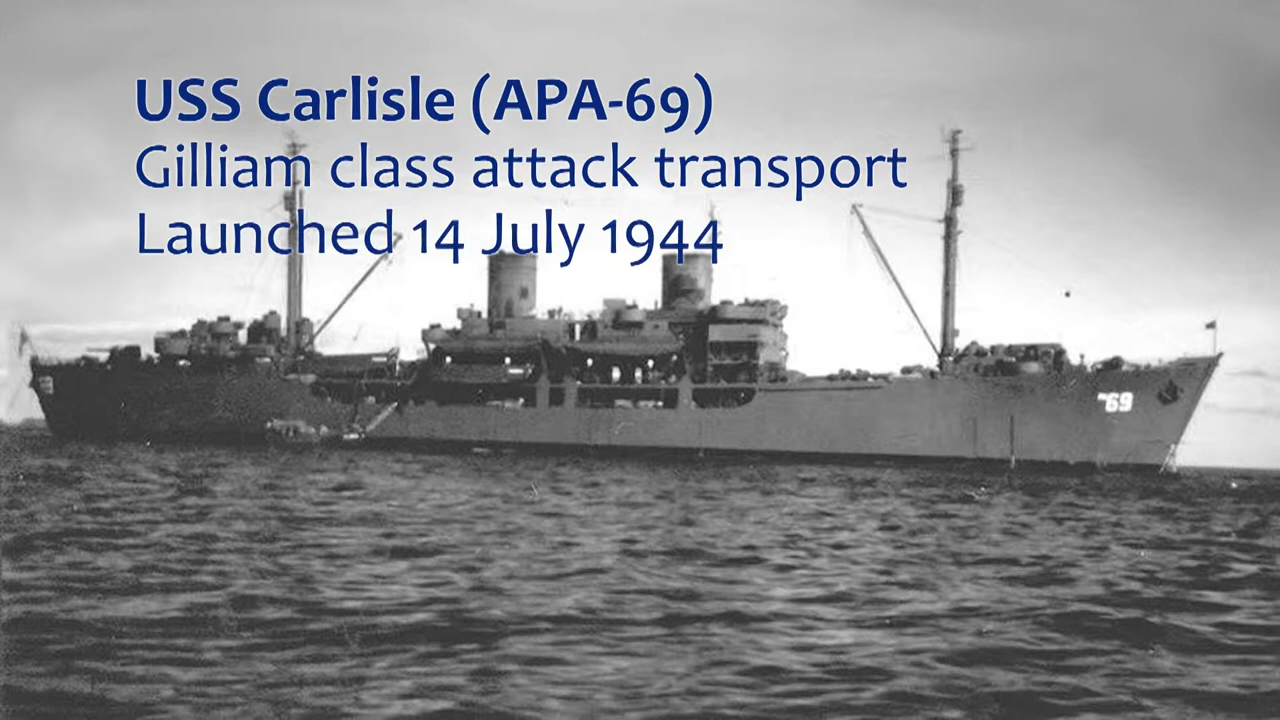 USS Carlisle (APA-69)
Gilliam class attack transport
Launched 14 July 1944
69